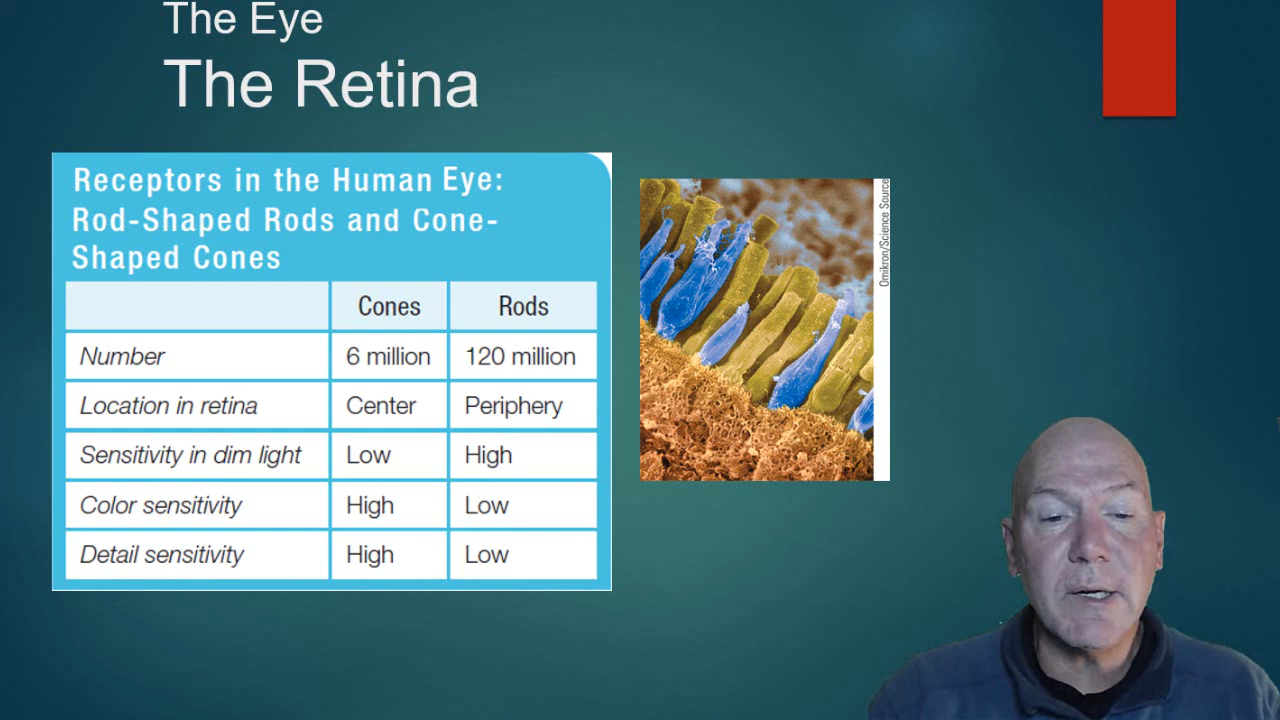 The Eye
The Retina
Receptors in the Human Eye:
Rod-Shaped Rods and Cone-
Shaped Cones
Cones Rods
Number 6 million 120 million
Location in retina Center Periphery
Sensitivity in dim light Low High
Color sensitivity High Low
Detail sensitivity High Low
Omikron/Science Source